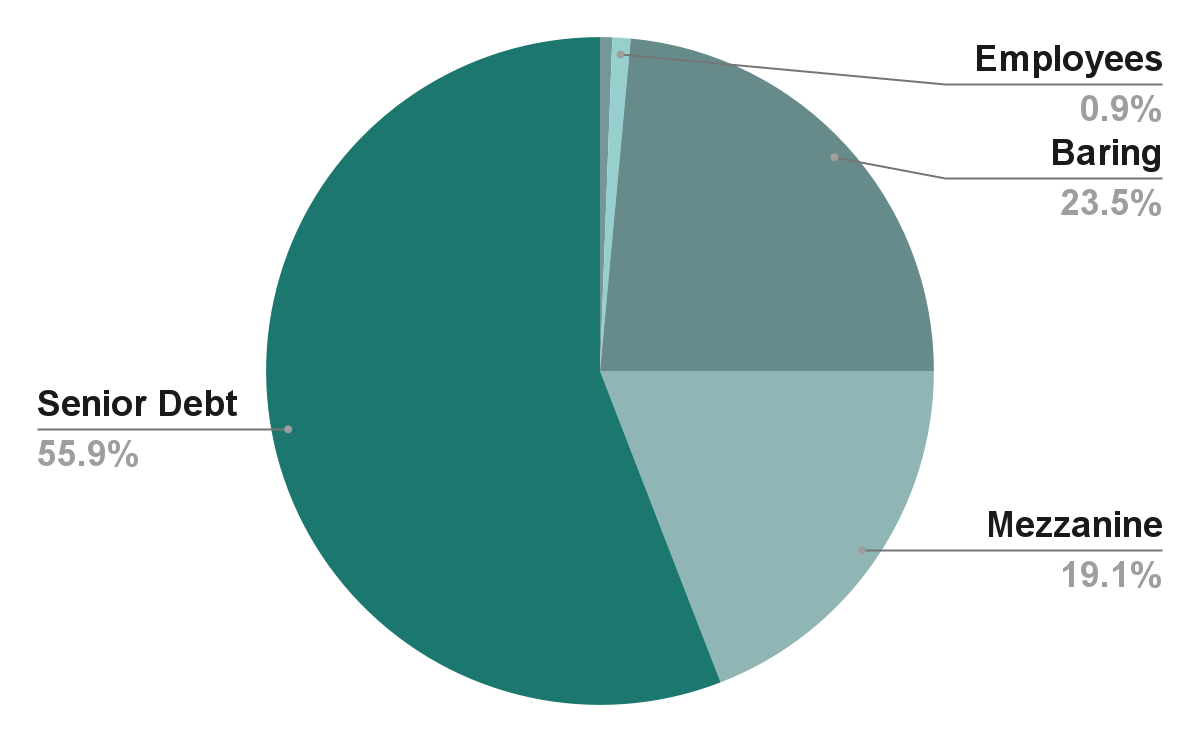 Employees
0.9%
Baring
23.5%
Senior Debt
55.9%
Mezzanine
19.1%